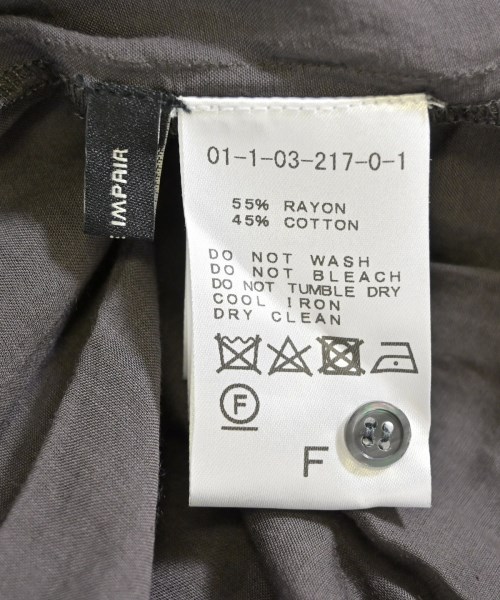 IMPAIR
01-1-03-217-0-1
55% RAYON
45% COTTON
DO NOT WASH
DO NOT BLEACH
DO NOT TUMBLE DRY
COOL IRON
DRY CLEAN
F
F